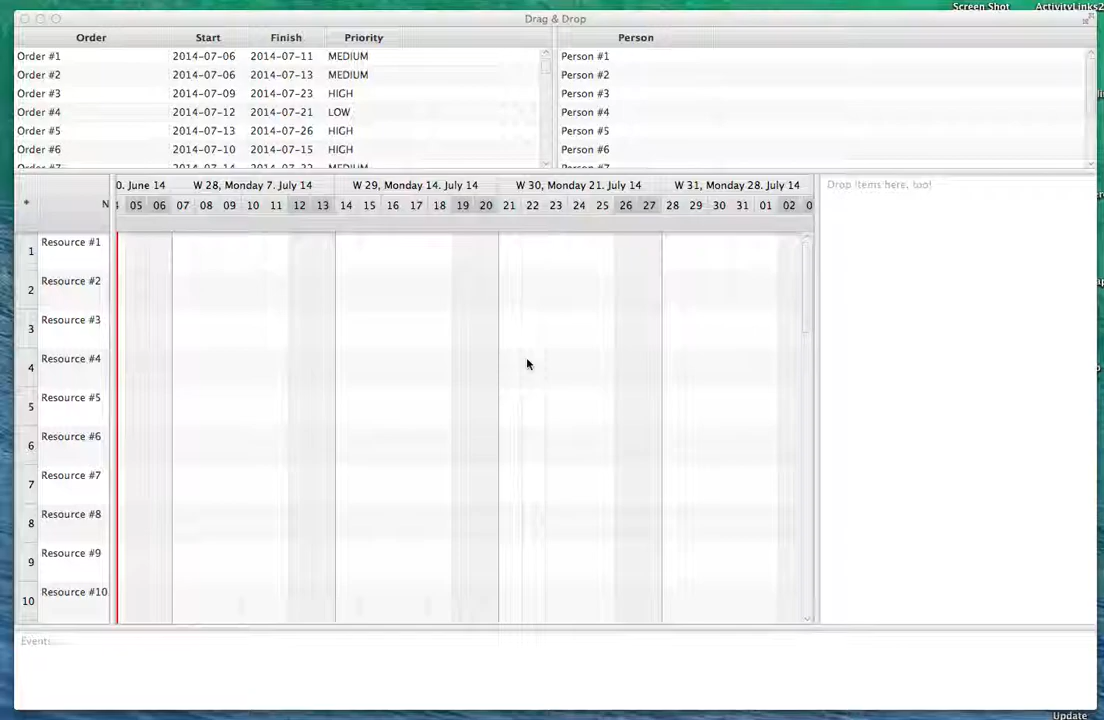 Screen Shot ActivityLinks2
Drag & Drop
Order Start Finish Priority Person
Order #1 2014-07-06 2014-07-11 MEDIUM Person #1
Order #2 2014-07-06 2014-07-13 MEDIUM Person #2
Order #3 2014-07-09 2014-07-23 HIGH Person #3
Order #4 2014-07-12 2014-07-21 LOW Person #4
Order #5 2014-07-13 2014-07-26 HIGH Person #5
Order #6 2014-07-10 2014-07-15 HIGH Person #6
0. June 14 W 28, Monday 7. July 14 W 29, Monday 14. July 14 W 30, Monday 21. July 14 W 31, Monday 28. July 14 Drop items here, too!
* N 05 06 07 08 09 10 11 12 13 14 15 16 17 18 19 20 21 22 23 24 25 26 27 28 29 30 31 01 02 0
1 Resource #1
2 Resource #2
3 Resource #3
4 Resource #4
5 Resource #5
6 Resource #6
7 Resource #7
8 Resource #8
9 Resource #9
10 Resource #10
Events.....
Update